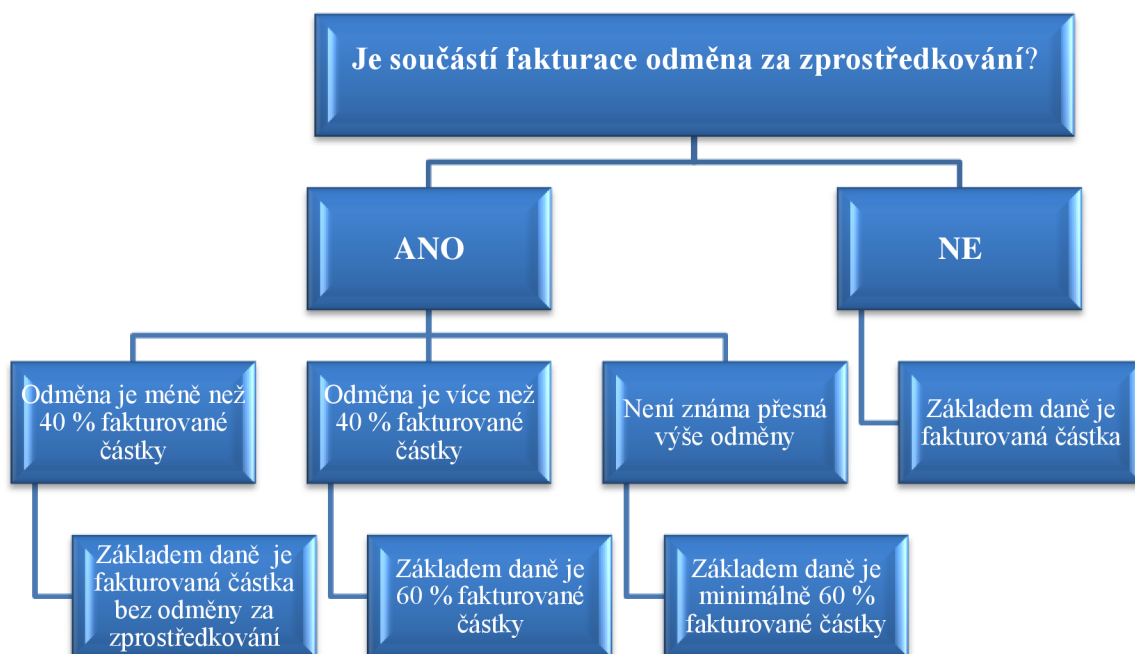 Je součástí fakturace odměna za zprostředkování?
ANO
NE
Odměna je méně než
40 % fakturované
částky
Odměna je více než
40 % fakturované
částky
Není známa přesná
výše odměny
Základem daně je
fakturovaná částka
Základem daně je
fakturovaná částka
bez odměny za
zprostředkování
Základem daně je
60 % fakturované
částky
Základem daně je
minimálně 60 %
fakturované částky